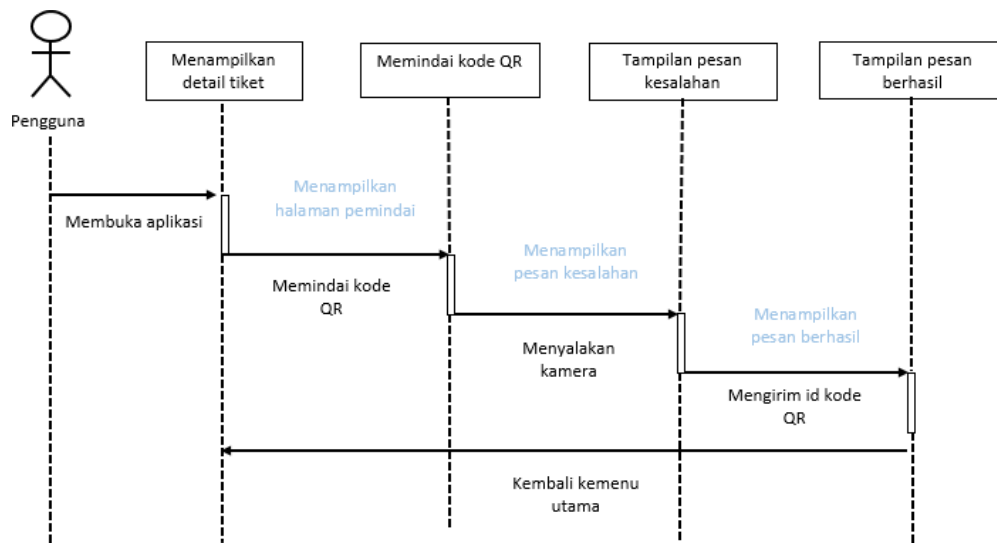 Pengguna
Menampilkan
detail tiket
Memindai kode QR
Tampilan pesan
kesalahan
Tampilan pesan
berhasil
Membuka aplikasi
Menampilkan
halaman pemindai
Memindai kode
QR
Menampilkan
pesan kesalahan
Menyalakan
kamera
Menampilkan
pesan berhasil
Mengirim id kode
QR
Kembali kemenu
utama